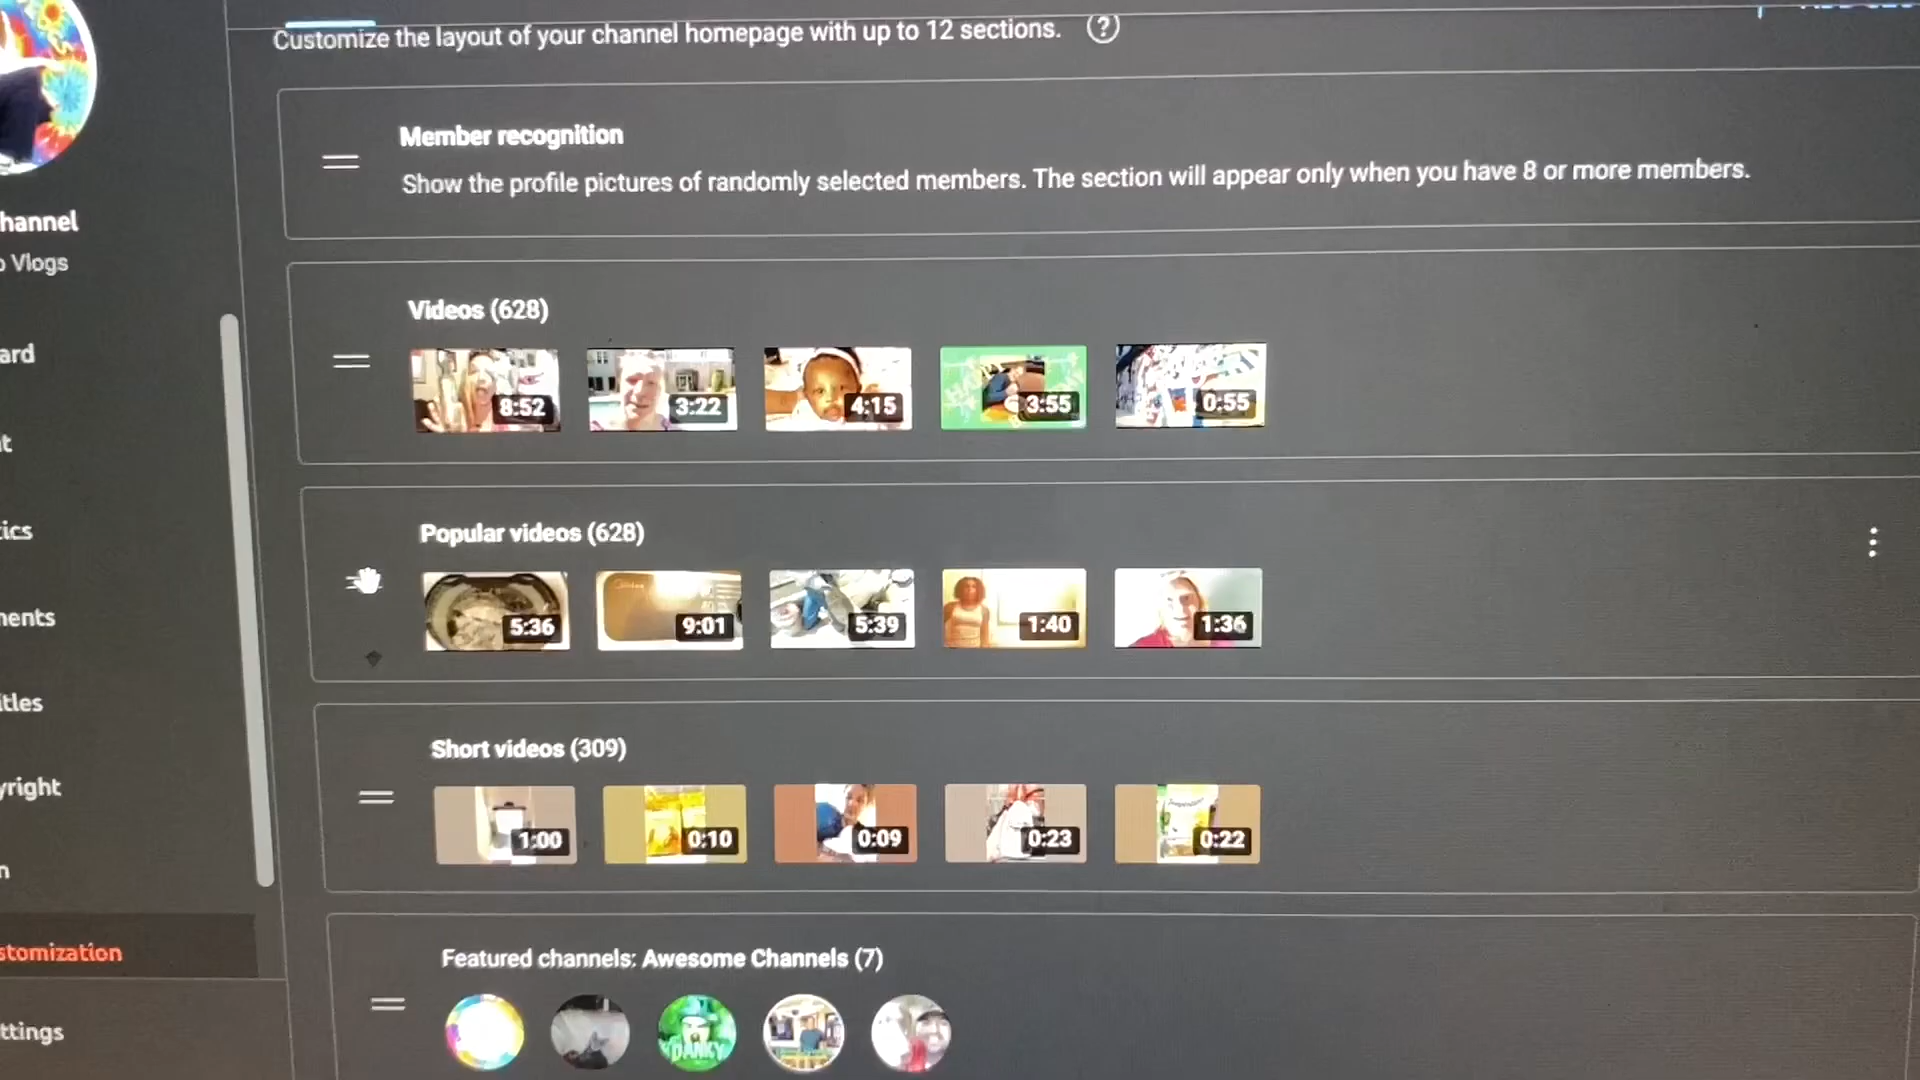 Customize the layout of your channel homepage with up to 12 sections.
?
Member recognition
Show the profile pictures of randomly selected members. The section will appear only when you have 8 or more members.
hannel
Vlogs
ard
t
ics
ments
tles
yright
n
stomization
ttings
Videos (628)
8:52
3:22
4:15
3:55
0:55
Popular videos (628)
5:36
9:01
5:39
1:40
1:36
Short videos (309)
1:00
0:10
0:09
0:23
0:22
Featured channels: Awesome Channels (7)
DANKY